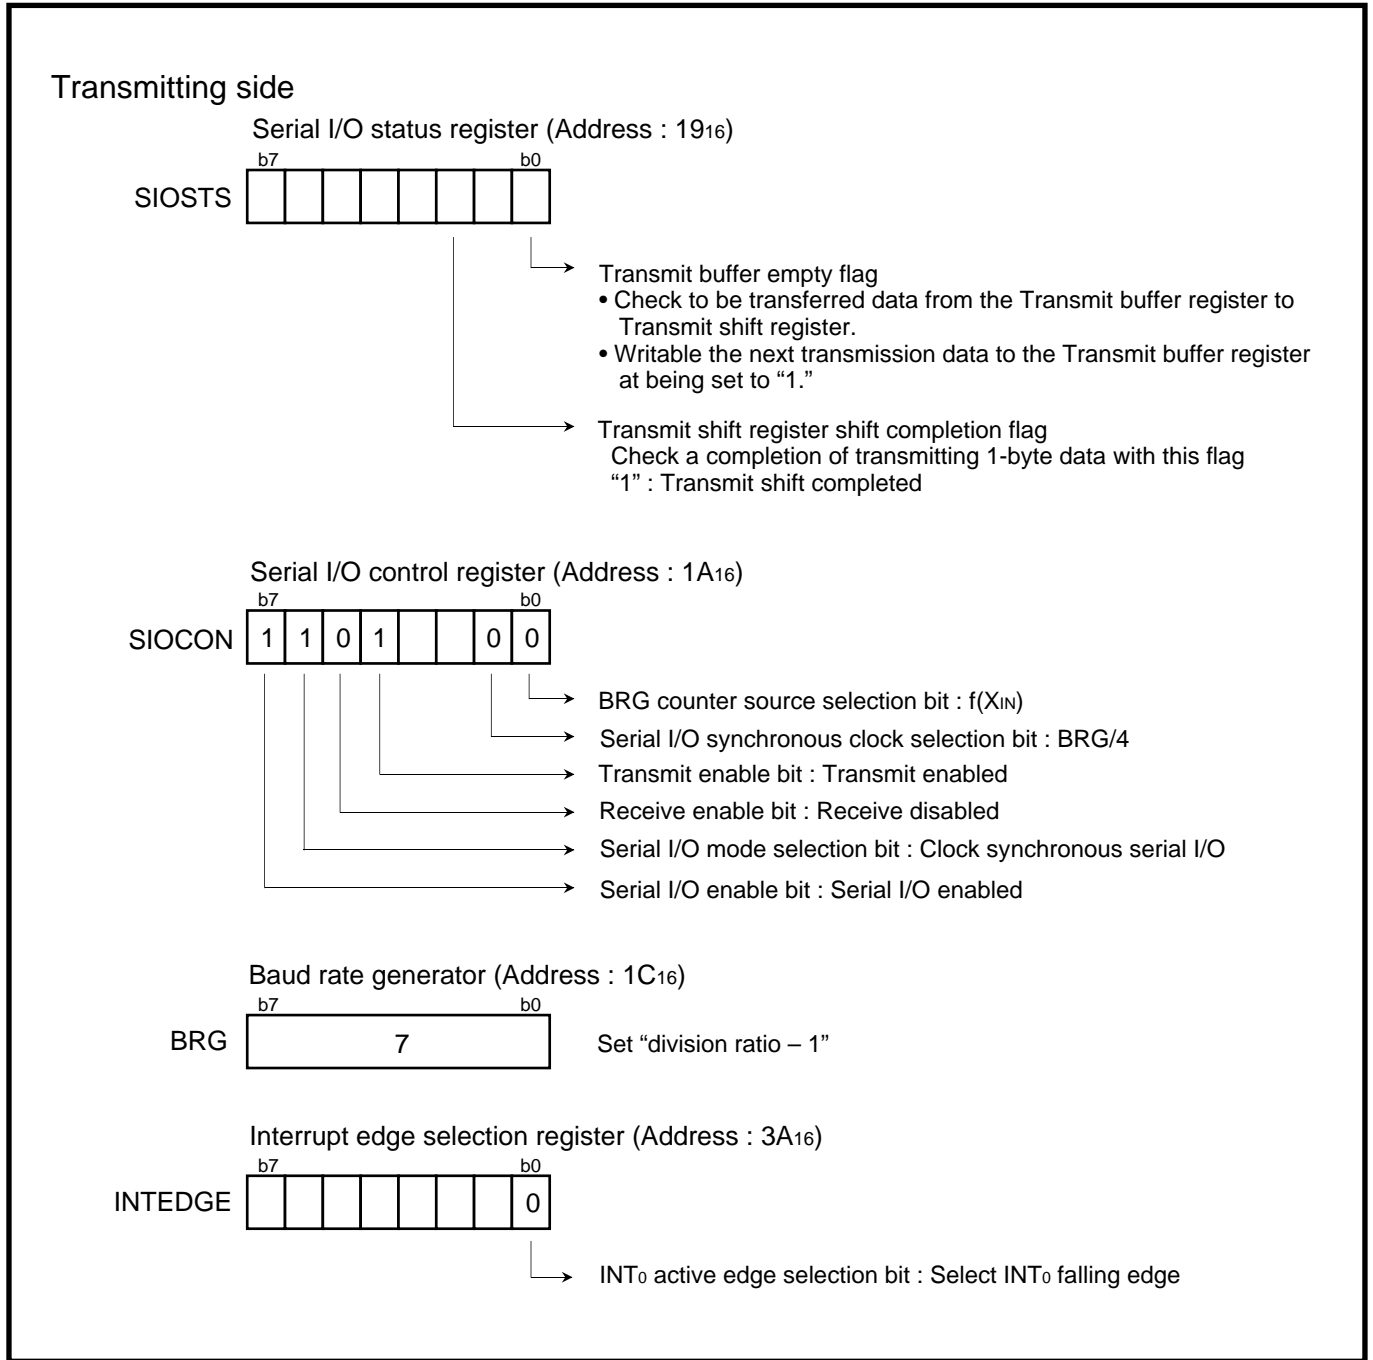 Transmitting side
Serial I/O status register (Address : 1916)
b7 b0
SIOSTS
Transmit buffer empty flag
• Check to be transferred data from the Transmit buffer register to
Transmit shift register.
• Writable the next transmission data to the Transmit buffer register
at being set to “1.”
Transmit shift register shift completion flag
Check a completion of transmitting 1-byte data with this flag
“1” : Transmit shift completed
Serial I/O control register (Address : 1A16)
b7 b0
SIOCON 1 1 0 1 0 0
BRG counter source selection bit : f(XIN)
Serial I/O synchronous clock selection bit : BRG/4
Transmit enable bit : Transmit enabled
Receive enable bit : Receive disabled
Serial I/O mode selection bit : Clock synchronous serial I/O
Serial I/O enable bit : Serial I/O enabled
Baud rate generator (Address : 1C16)
b7 b0
BRG 7 Set “division ratio – 1”
Interrupt edge selection register (Address : 3A16)
b7 b0
INTEDGE 0
INT0 active edge selection bit : Select INT0 falling edge